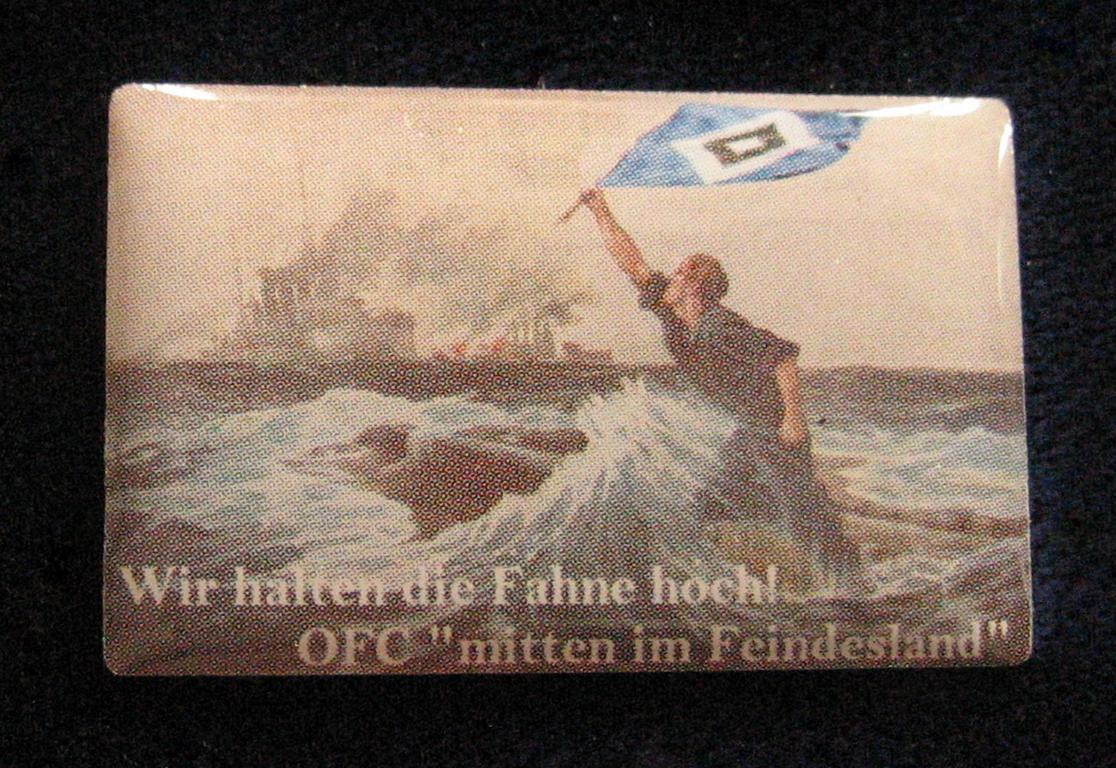 Wir halten die Fahne hoch!
OFC "mitten im Feindesland"